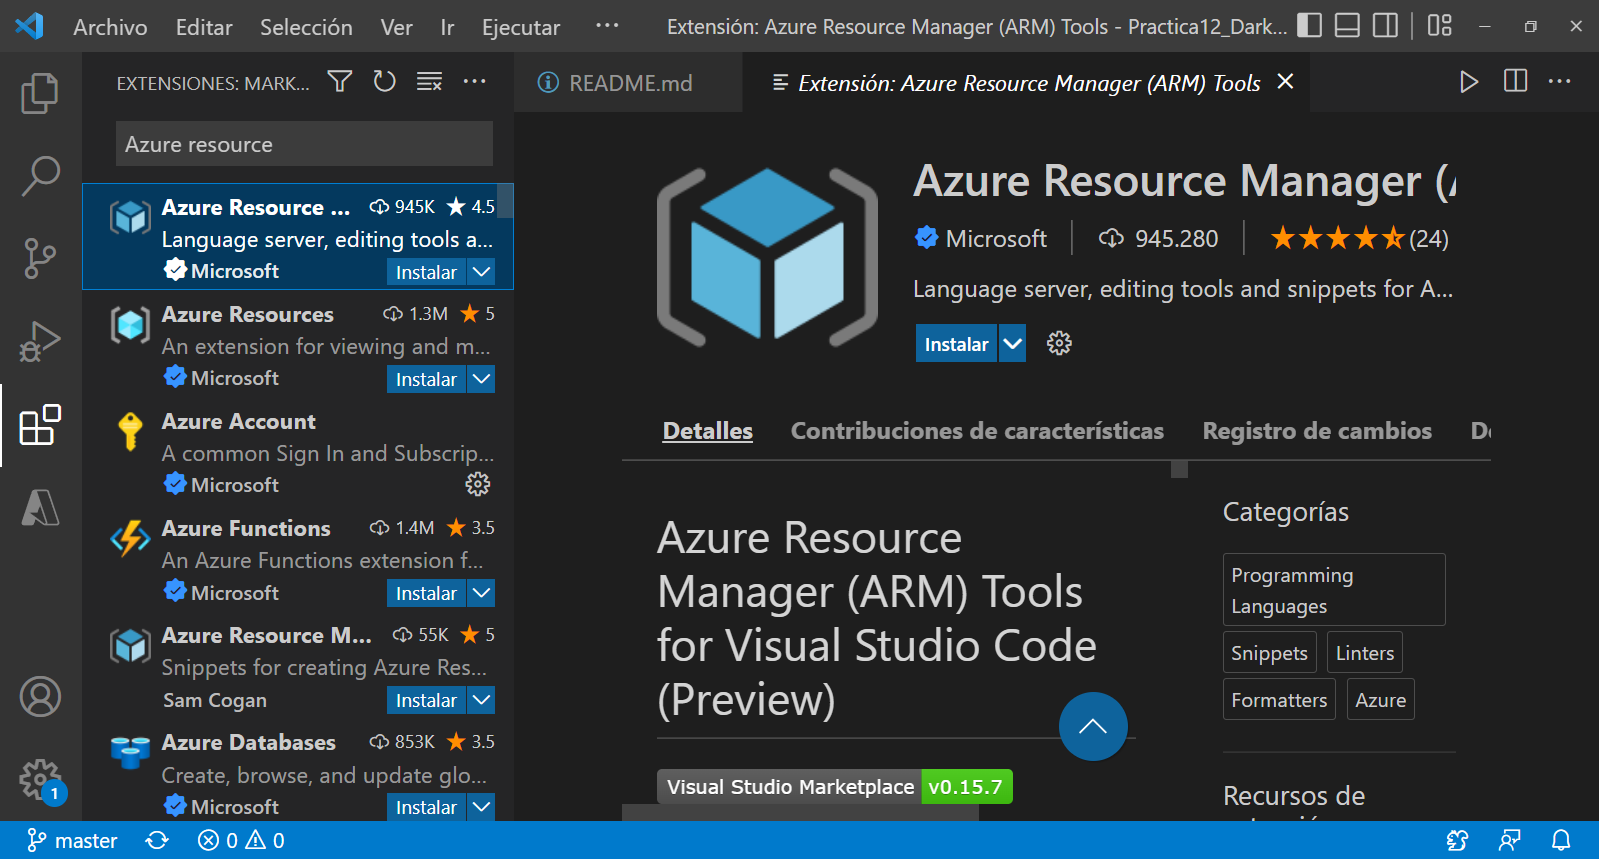 Archivo Editar Selección Ver Ir Ejecutar ··· Extensión: Azure Resource Manager (ARM) Tools - Practica12_Dark...
EXTENSIONES: MARK...
Azure resource
Azure Resource ... 945K 4.5
Language server, editing tools a...
Microsoft Instalar
Azure Resources 1.3M 5
An extension for viewing and m...
Microsoft Instalar
Azure Account
A common Sign In and Subscrip...
Microsoft
Azure Functions 1.4M 3.5
An Azure Functions extension f...
Microsoft Instalar
Azure Resource M... 55K 5
Snippets for creating Azure Res...
Sam Cogan Instalar
Azure Databases 853K 3.5
Create, browse, and update glo...
Microsoft Instalar
1
README.md Extensión: Azure Resource Manager (ARM) Tools
Azure Resource Manager (
Microsoft 945.280 (24)
Language server, editing tools and snippets for A...
Instalar
Detalles Contribuciones de características Registro de cambios
Azure Resource
Manager (ARM) Tools
for Visual Studio Code
(Preview)
Visual Studio Marketplace v0.15.7
Categorías
Programming
Languages
Snippets Linters
Formatters Azure
Recursos de
master 0 0